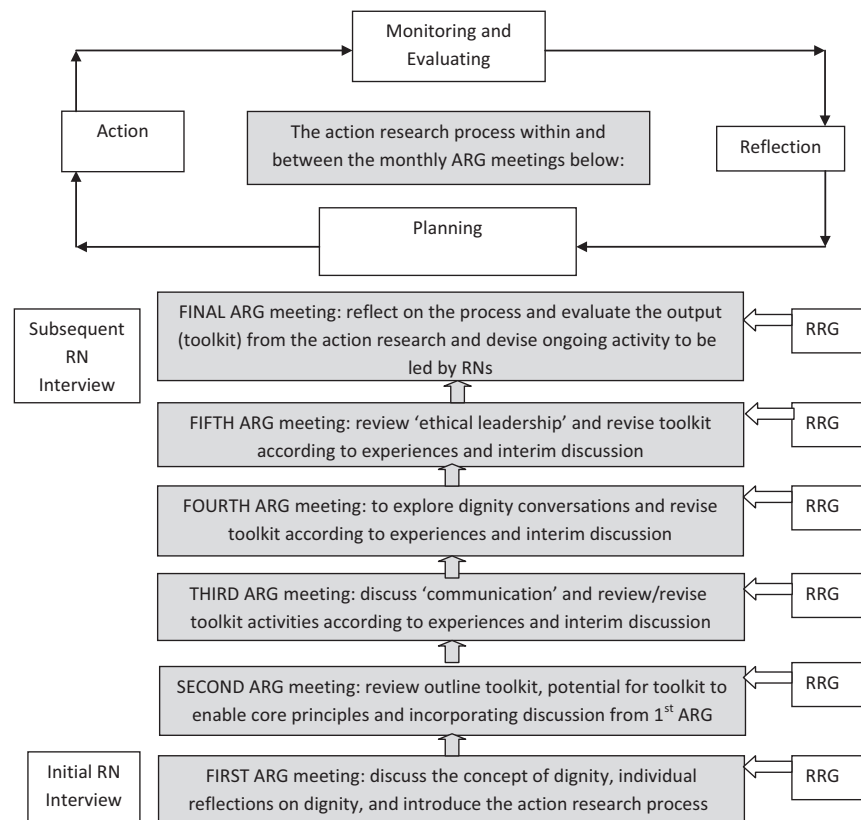 Monitoring and
Evaluating
Action
The action research process within and
between the monthly ARG meetings below:
Reflection
Planning
Subsequent
RN
Interview
FINAL ARG meeting: reflect on the process and evaluate the output
(toolkit) from the action research and devise ongoing activity to be
led by RNs
RRG
FIFTH ARG meeting: review ‘ethical leadership’ and revise toolkit
according to experiences and interim discussion
RRG
FOURTH ARG meeting: to explore dignity conversations and revise
toolkit according to experiences and interim discussion
RRG
THIRD ARG meeting: discuss ‘communication’ and review/revise
toolkit activities according to experiences and interim discussion
RRG
SECOND ARG meeting: review outline toolkit, potential for toolkit to
enable core principles and incorporating discussion from 1st ARG
RRG
Initial RN
Interview
FIRST ARG meeting: discuss the concept of dignity, individual
reflections on dignity, and introduce the action research process
RRG